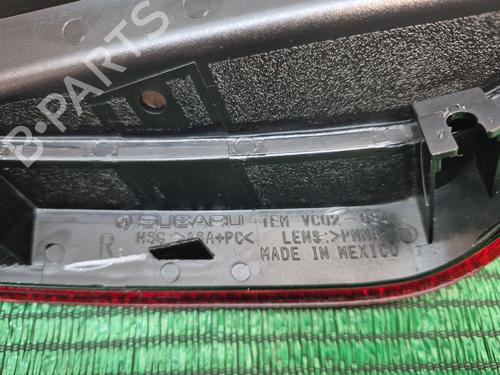 B-PARTS
SUBARU TEM VC02-
R HSG:>ASA+PC< LENS:>PMMA<
MADE IN MEXICO